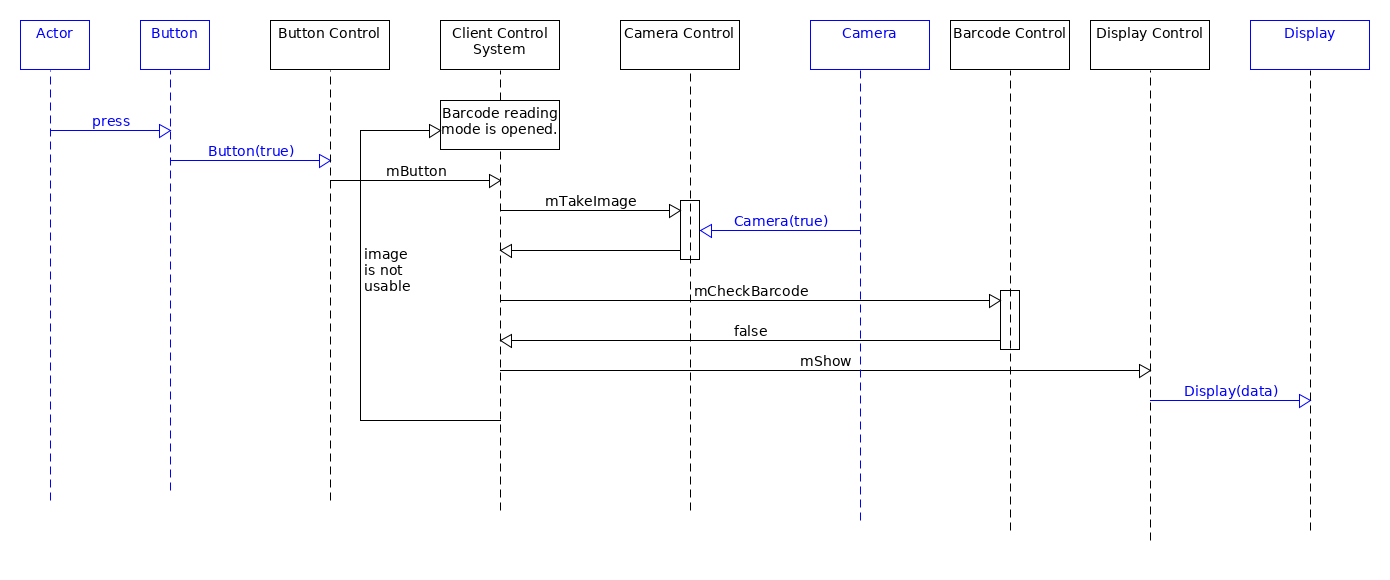 Actor
Button
Button Control
Client Control
System
Camera Control
Camera
Barcode Control
Display Control
Display
Barcode reading
mode is opened.
press
Button(true)
mButton
mTakeImage
Camera(true)
image
is not
usable
mCheckBarcode
false
mShow
Display(data)